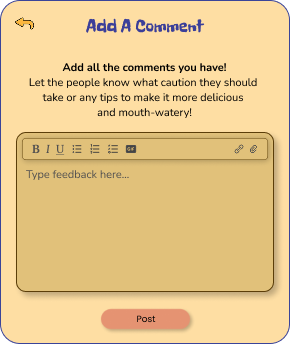 Add A Comment
Add all the comments you have!
Let the people know what caution they should
take or any tips to make it more delicious
and mouth-watery!
B I U GIF
Type feedback here...
Post